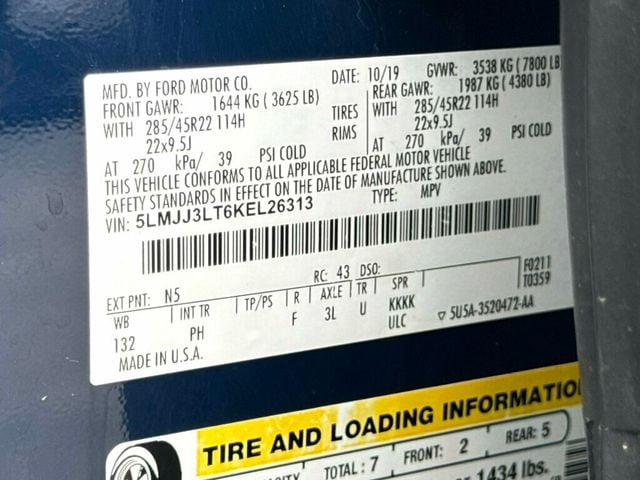 MFD. BY FORD MOTOR CO.
DATE: 10/19 GVWR: 3538 KG ( 7800 LB
FRONT GAWR: 1644 KG ( 3625 LB)
REAR GAWR: 1987 KG ( 4380 LB)
WITH 285/45R22 114H TIRES WITH 285/45R22 114H
22x9.5J RIMS 22x9.5J
AT 270 kPa/ 39 PSI COLD AT 270 kPa/ 39 PSI COLD
THIS VEHICLE CONFORMS TO ALL APPLICABLE FEDERAL MOTOR VEHICLE
SAFETY STANDARDS IN EFFECT ON THE DATE OF MANUFACTURE SHOWN ABOVE.
VIN: 5LMJJ3LT6KEL26313 TYPE: MPV
EXT PNT: N5 RC: 43 DSO: F0211
T0359
WB INT TR TP/PS R AXLE TR SPR
132 PH F 3L U KKKK
ULC ▽ 5U5A-3520472-AA
MADE IN U.S.A.
TIRE AND LOADING INFORMATIO
TOTAL : 7 FRONT: 2 REAR: 5
1434 lbs.